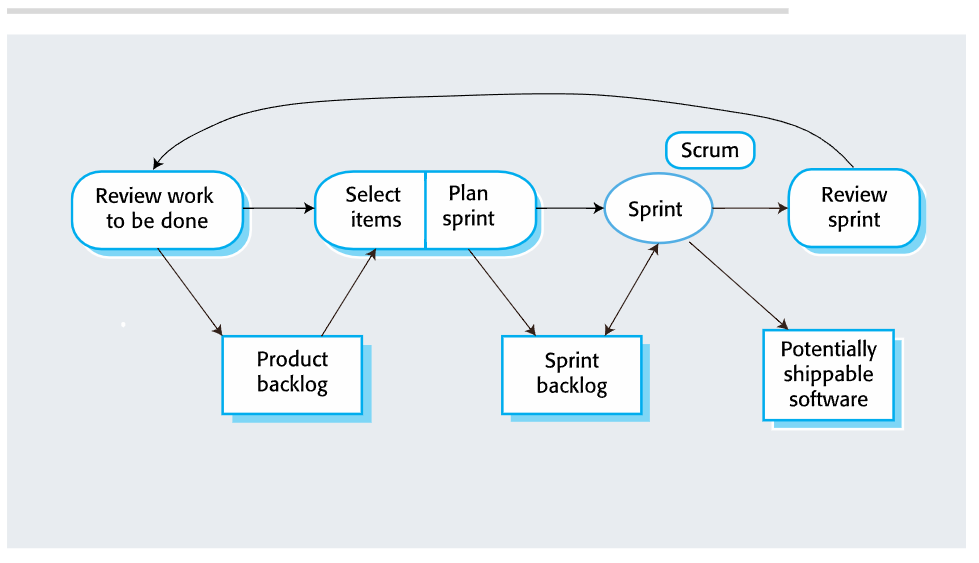 Scrum
Review work
to be done
Select
items
Plan
sprint
Sprint
Review
sprint
Product
backlog
Sprint
backlog
Potentially
shippable
software